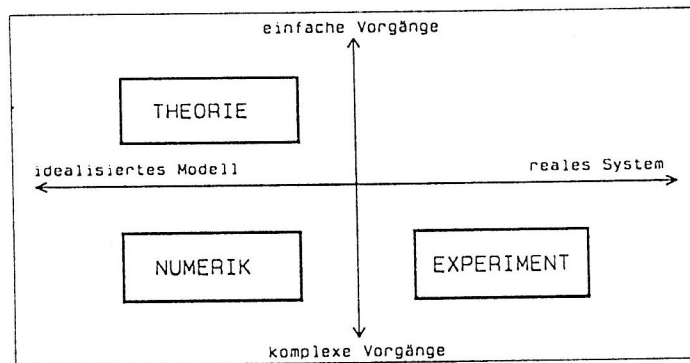 einfache Vorgänge
THEORIE
idealisiertes Modell
reales System
NUMERIK
EXPERIMENT
komplexe Vorgänge